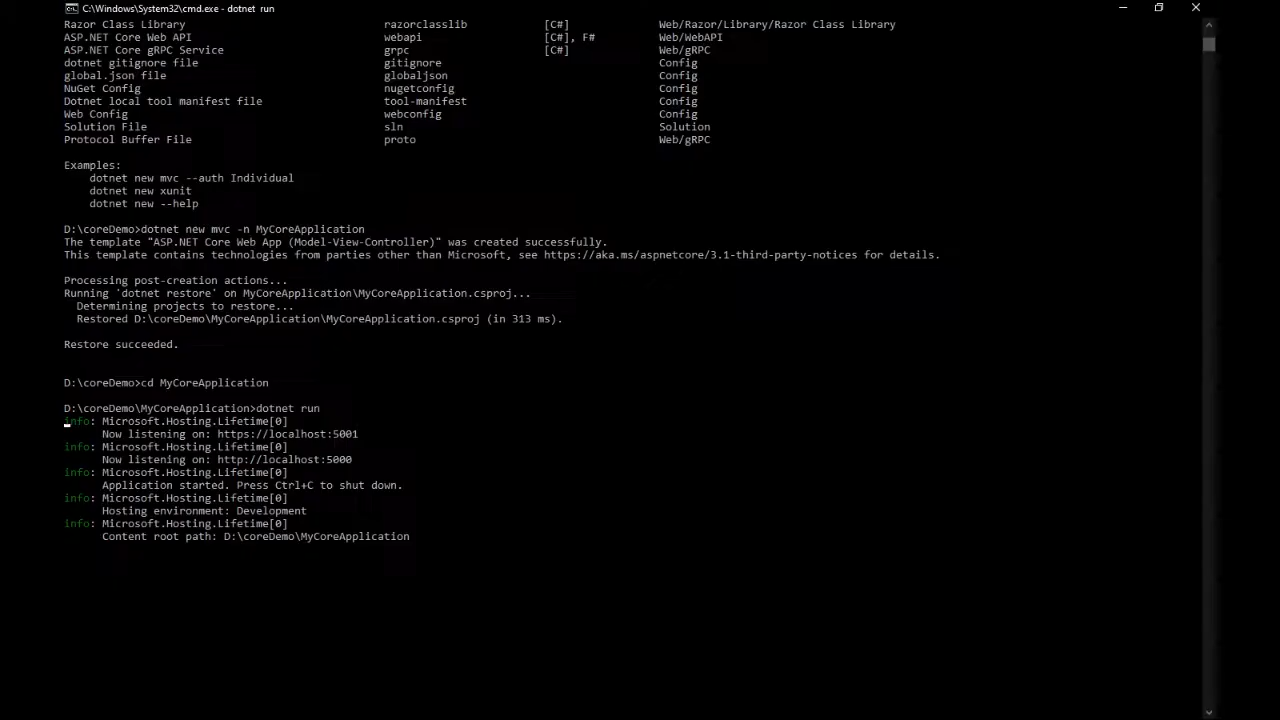 C:\Windows\System32\cmd.exe - dotnet run
Razor Class Library razorclasslib [C#] Web/Razor/Library/Razor Class Library
ASP.NET Core Web API webapi [C#], F# Web/WebAPI
ASP.NET Core gRPC Service grpc [C#] Web/gRPC
dotnet gitignore file gitignore Config
global.json file globaljson Config
NuGet Config nugetconfig Config
Dotnet local tool manifest file tool-manifest Config
Web Config webconfig Config
Solution File sln Solution
Protocol Buffer File proto Web/gRPC
Examples:
dotnet new mvc --auth Individual
dotnet new xunit
dotnet new --help
D:\coreDemo>dotnet new mvc -n MyCoreApplication
The template "ASP.NET Core Web App (Model-View-Controller)" was created successfully.
This template contains technologies from parties other than Microsoft, see https://aka.ms/aspnetcore/3.1-third-party-notices for details.
Processing post-creation actions...
Running 'dotnet restore' on MyCoreApplication\MyCoreApplication.csproj...
Determining projects to restore...
Restored D:\coreDemo\MyCoreApplication\MyCoreApplication.csproj (in 313 ms).
Restore succeeded.
D:\coreDemo>cd MyCoreApplication
D:\coreDemo\MyCoreApplication>dotnet run
info: Microsoft.Hosting.Lifetime[0]
Now listening on: https://localhost:5001
info: Microsoft.Hosting.Lifetime[0]
Now listening on: http://localhost:5000
info: Microsoft.Hosting.Lifetime[0]
Application started. Press Ctrl+C to shut down.
info: Microsoft.Hosting.Lifetime[0]
Hosting environment: Development
info: Microsoft.Hosting.Lifetime[0]
Content root path: D:\coreDemo\MyCoreApplication